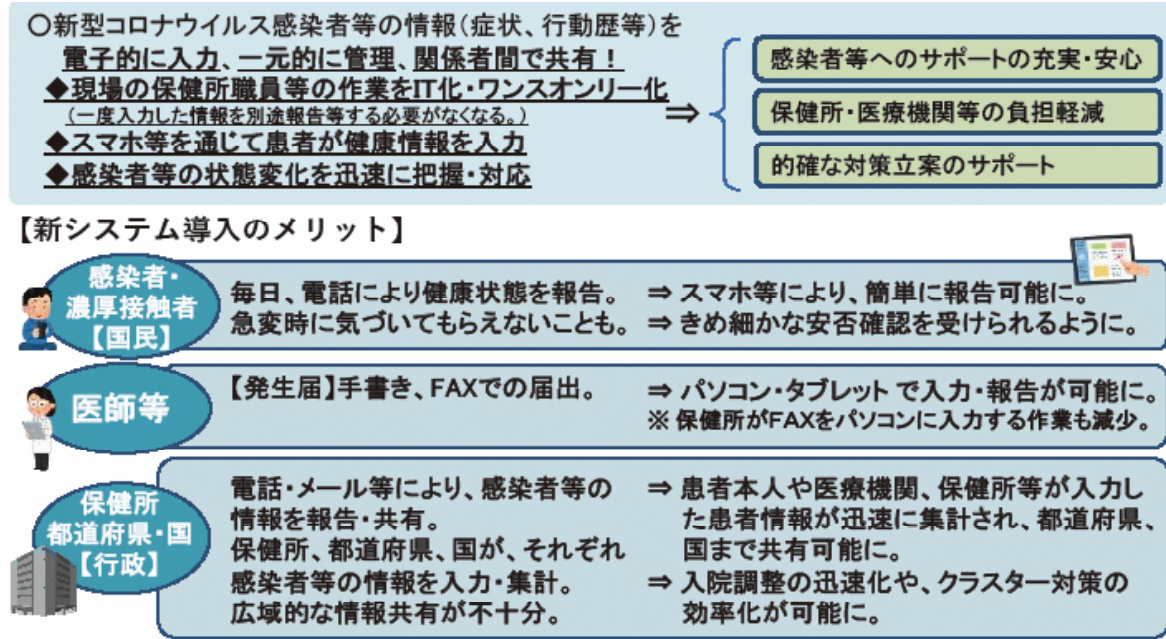 ○新型コロナウイルス感染者等の情報(症状、行動歴等)を
電子的に入力、一元的に管理、関係者間で共有!
◆現場の保健所職員等の作業をIT化・ワンスオンリー化
(一度入力した情報を別途報告等する必要がなくなる。)
◆スマホ等を通じて患者が健康情報を入力
◆感染者等の状態変化を迅速に把握・対応
⇒
感染者等へのサポートの充実・安心
保健所・医療機関等の負担軽減
的確な対策立案のサポート
【新システム導入のメリット】
感染者・
濃厚接触者
【国民】
毎日、電話により健康状態を報告。
急変時に気づいてもらえないことも。
⇒ スマホ等により、簡単に報告可能に。
⇒ きめ細かな安否確認を受けられるように。
医師等
【発生届】手書き、FAXでの届出。
⇒ パソコン・タブレット で入力・報告が可能に。
※ 保健所がFAXをパソコンに入力する作業も減少。
保健所
都道府県・国
【行政】
電話・メール等により、感染者等の
情報を報告・共有。
保健所、都道府県、国が、それぞれ
感染者等の情報を入力・集計。
広域的な情報共有が不十分。
⇒ 患者本人や医療機関、保健所等が入力し
た患者情報が迅速に集計され、都道府県、
国まで共有可能に。
⇒ 入院調整の迅速化や、クラスター対策の
効率化が可能に。